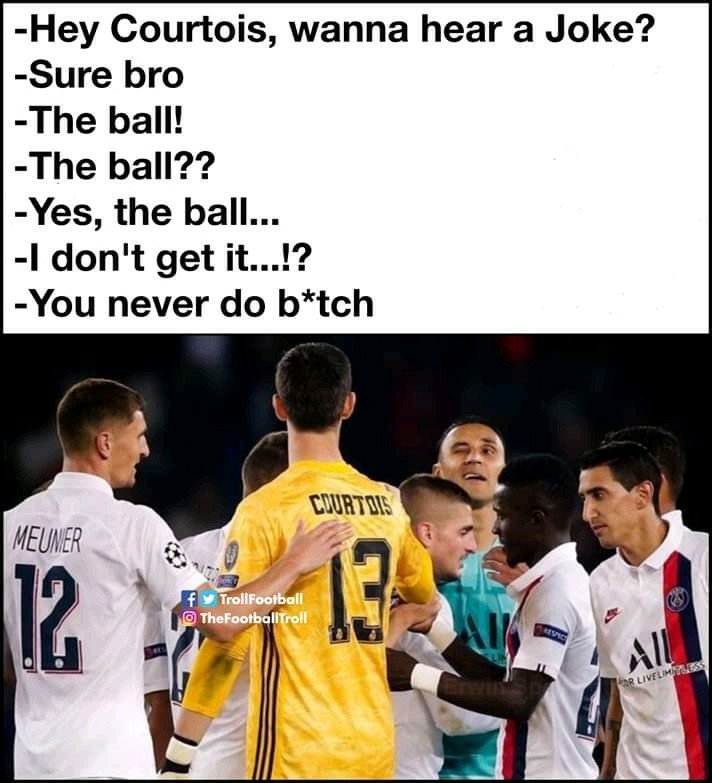 -Hey Courtois, wanna hear a Joke?
-Sure bro
-The ball!
-The ball??
-Yes, the ball...
-I don't get it...!?
-You never do b*tch
COURTOIS
13
MEUNIER
12
TrollFootball
TheFootballTroll
RESPECT
ALL